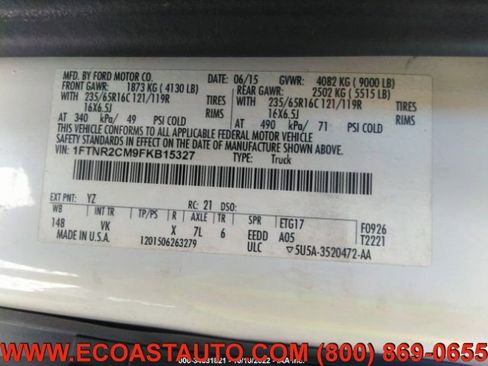 MFD. BY FORD MOTOR CO.
DATE: 06/15 GVWR: 4082 KG ( 9000 LB)
FRONT GAWR: 1873 KG ( 4130 LB) REAR GAWR: 2502 KG ( 5515 LB)
WITH 235/65R16C 121/119R TIRES WITH 235/65R16C 121/119R TIRES
16X6.5J RIMS 16X6.5J RIMS
AT 340 kPa/ 49 PSI COLD AT 490 kPa/ 71 PSI COLD
THIS VEHICLE CONFORMS TO ALL APPLICABLE FEDERAL MOTOR VEHICLE
SAFETY STANDARDS IN EFFECT ON THE DATE OF MANUFACTURE SHOWN ABOVE.
VIN: 1FTNR2CM9FKB15327 TYPE: Truck
EXT PNT: YZ RC: 21 DSO:
WB INT TR TP/PS R AXLE TR SPR ETG17 F0926
148 VK X 7L 6 EEDD A05 T2221
MADE IN U.S.A. 1201506263279 ULC 5U5A-3520472-AA
WWW.ECOASTAUTO.COM (800) 869-0655